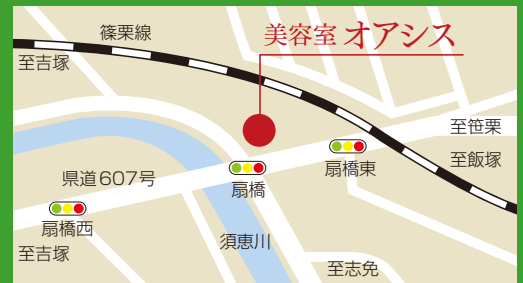 篠栗線
美容室 オアシス
至吉塚
至笹栗
至飯塚
扇橋東
県道607号
扇橋
扇橋西
須恵川
至吉塚
至志免